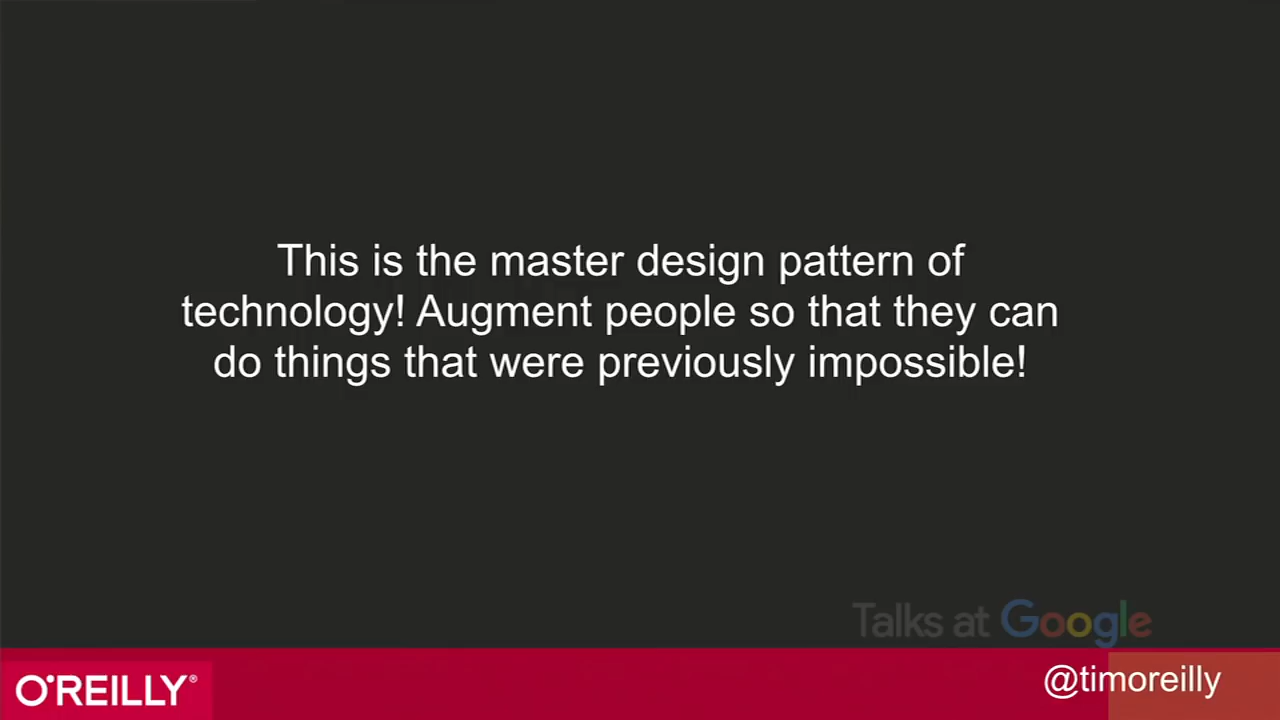 This is the master design pattern of
technology! Augment people so that they can
do things that were previously impossible!
Talks at Google
O'REILLY®
@timoreilly